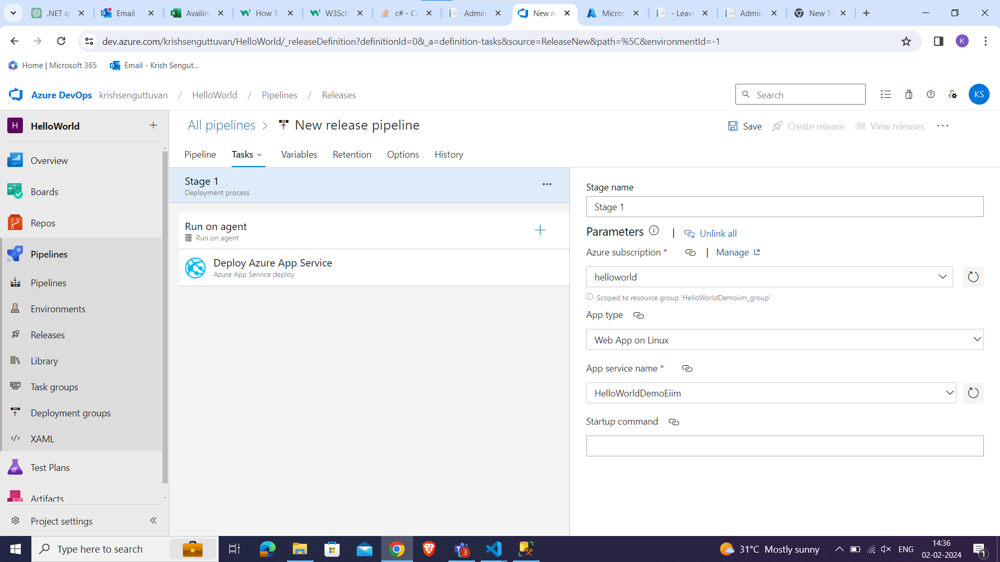 .NET qu
Email -
Availin
How To
W3Sch
c# - Ca
Admin
New re
Micros
- Leave
Admin
New Ta
dev.azure.com/krishsenguttuvan/HelloWorld/_releaseDefinition?definitionId=0&_a=definition-tasks&source=ReleaseNew&path=%5C&environmentId=-1
K
Home | Microsoft 365
Email - Krish Sengut...
Azure DevOps krishsenguttuvan / HelloWorld / Pipelines / Releases
Search
KS
H HelloWorld
Overview
Boards
Repos
Pipelines
Pipelines
Environments
Releases
Library
Task groups
Deployment groups
XAML
Test Plans
Artifacts
Project settings
All pipelines > New release pipeline
Save
Create release
View releases
Pipeline
Tasks
Variables
Retention
Options
History
Stage 1
Deployment process
Run on agent
Run on agent
Deploy Azure App Service
Azure App Service deploy
Stage name
Stage 1
Parameters | Unlink all
Azure subscription * | Manage
helloworld
Scoped to resource group 'HelloWorldDemoiim_group'
App type
Web App on Linux
App service name *
HelloWorldDemoEiim
Startup command
Type here to search
3
31°C Mostly sunny
ENG
14:36
02-02-2024
1